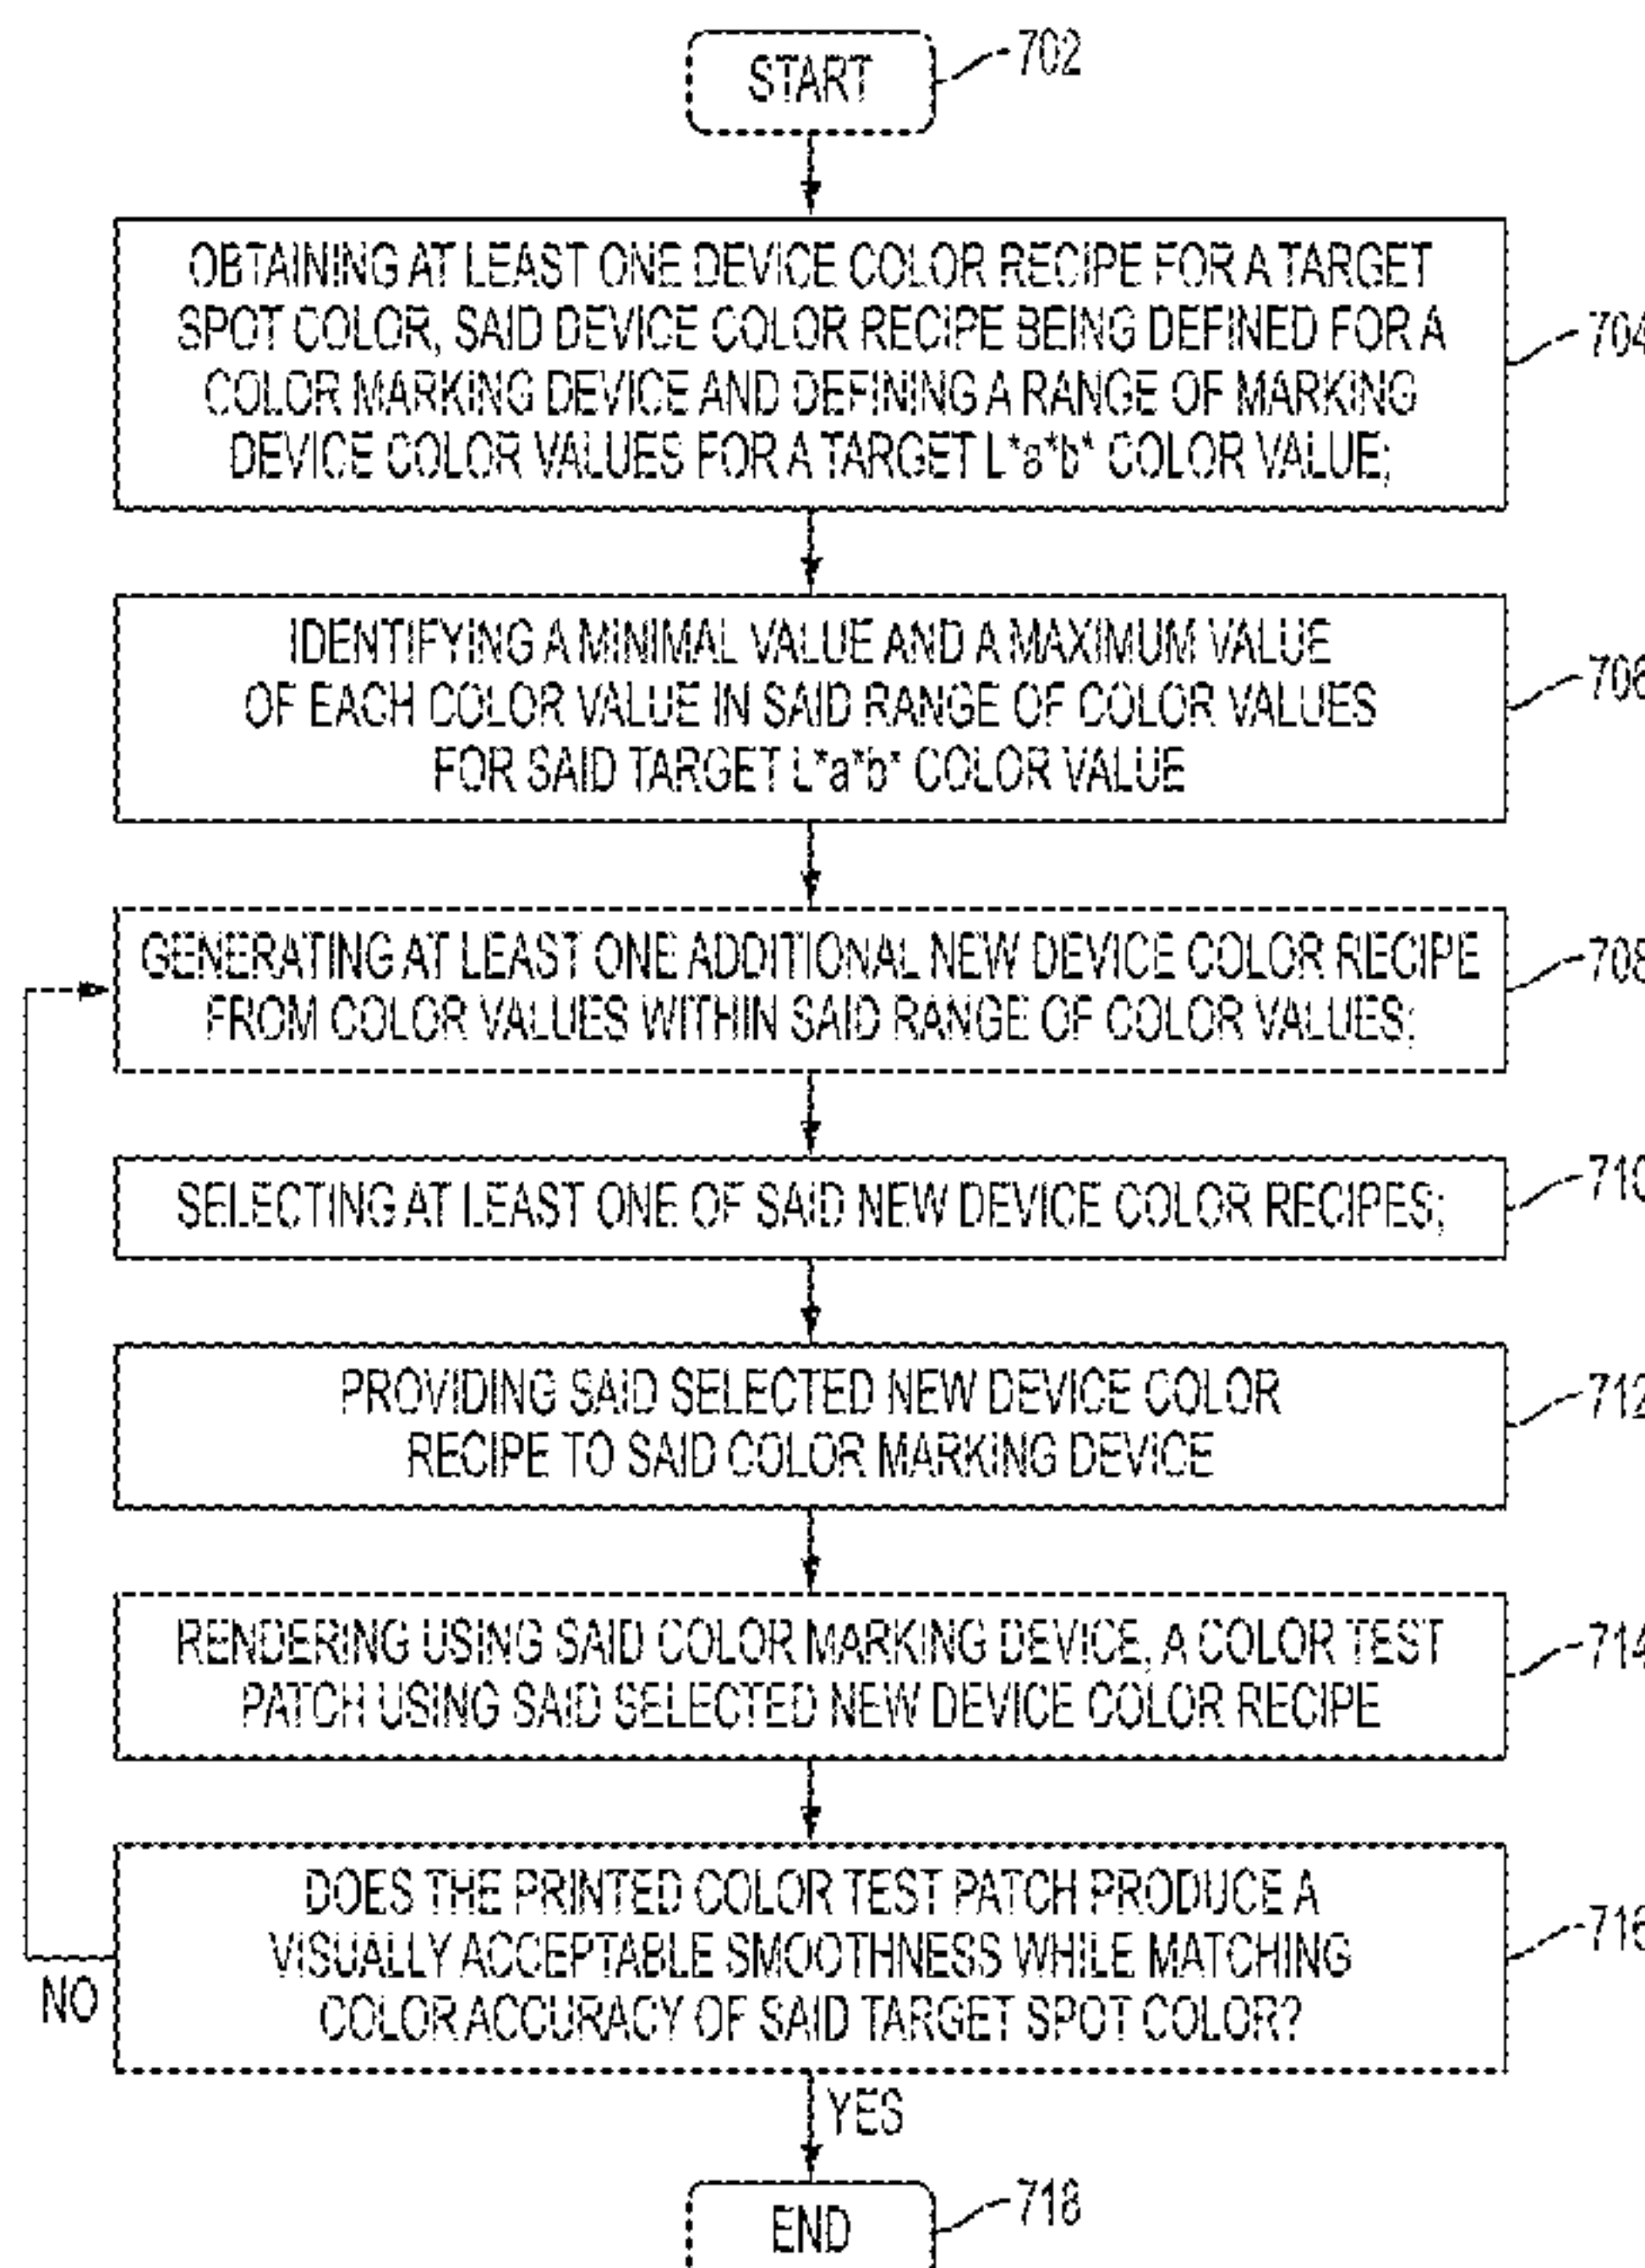 START
702
OBTAINING AT LEAST ONE DEVICE COLOR RECIPE FOR A TARGET
SPOT COLOR, SAID DEVICE COLOR RECIPE BEING DEFINED FOR A
COLOR MARKING DEVICE AND DEFINING A RANGE OF MARKING
DEVICE COLOR VALUES FOR A TARGET L*a*b* COLOR VALUE;
704
IDENTIFYING A MINIMAL VALUE AND A MAXIMUM VALUE
OF EACH COLOR VALUE IN SAID RANGE OF COLOR VALUES
FOR SAID TARGET L*a*b* COLOR VALUE
706
GENERATING AT LEAST ONE ADDITIONAL NEW DEVICE COLOR RECIPE
FROM COLOR VALUES WITHIN SAID RANGE OF COLOR VALUES;
708
SELECTING AT LEAST ONE OF SAID NEW DEVICE COLOR RECIPES;
710
PROVIDING SAID SELECTED NEW DEVICE COLOR
RECIPE TO SAID COLOR MARKING DEVICE
712
RENDERING USING SAID COLOR MARKING DEVICE, A COLOR TEST
PATCH USING SAID SELECTED NEW DEVICE COLOR RECIPE
714
DOES THE PRINTED COLOR TEST PATCH PRODUCE A
VISUALLY ACCEPTABLE SMOOTHNESS WHILE MATCHING
COLOR ACCURACY OF SAID TARGET SPOT COLOR?
716
NO
YES
END
718